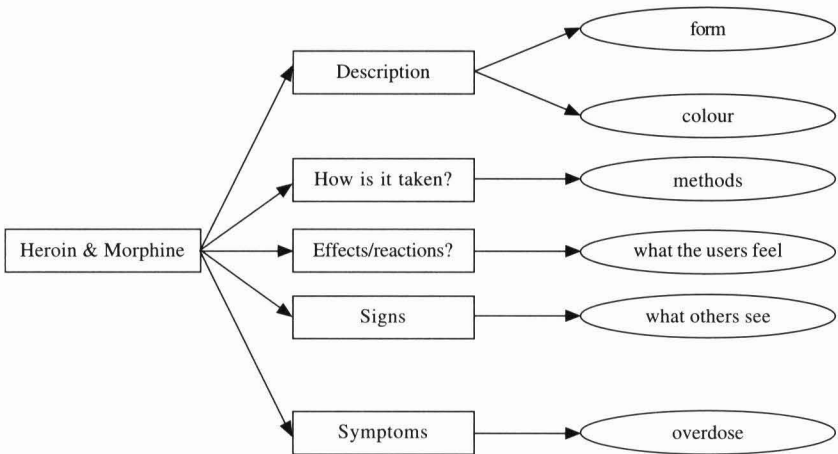 form
Description
colour
How is it taken?
methods
Heroin & Morphine
Effects/reactions?
what the users feel
Signs
what others see
Symptoms
overdose